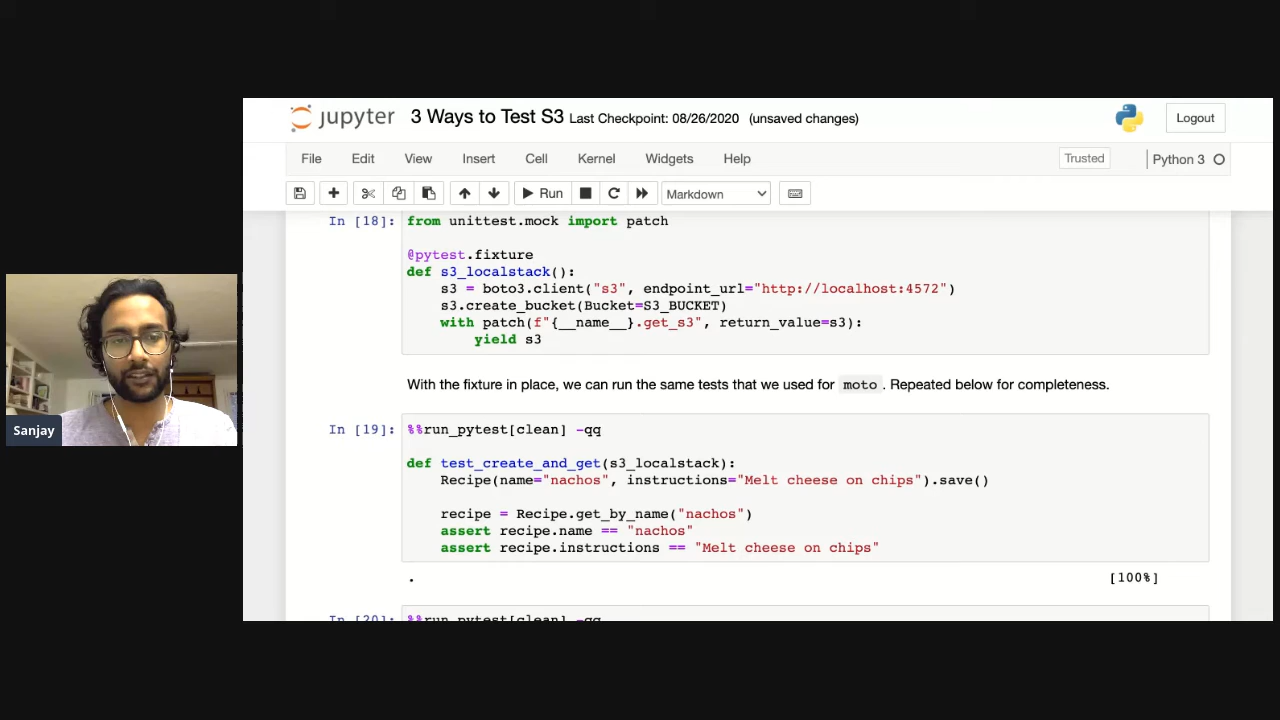 jupyter 3 Ways to Test S3 Last Checkpoint: 08/26/2020 (unsaved changes) Logout
File Edit View Insert Cell Kernel Widgets Help Trusted Python 3
Run Markdown
In [18]: from unittest.mock import patch
@pytest.fixture
def s3_localstack():
s3 = boto3.client("s3", endpoint_url="http://localhost:4572")
s3.create_bucket(Bucket=S3_BUCKET)
with patch(f"{__name__}.get_s3", return_value=s3):
yield s3
With the fixture in place, we can run the same tests that we used for moto . Repeated below for completeness.
In [19]: %%run_pytest[clean] -qq
def test_create_and_get(s3_localstack):
Recipe(name="nachos", instructions="Melt cheese on chips").save()
recipe = Recipe.get_by_name("nachos")
assert recipe.name == "nachos"
assert recipe.instructions == "Melt cheese on chips"
. [100%]
In [20]: %%run_pytest[clean] -qq
Sanjay